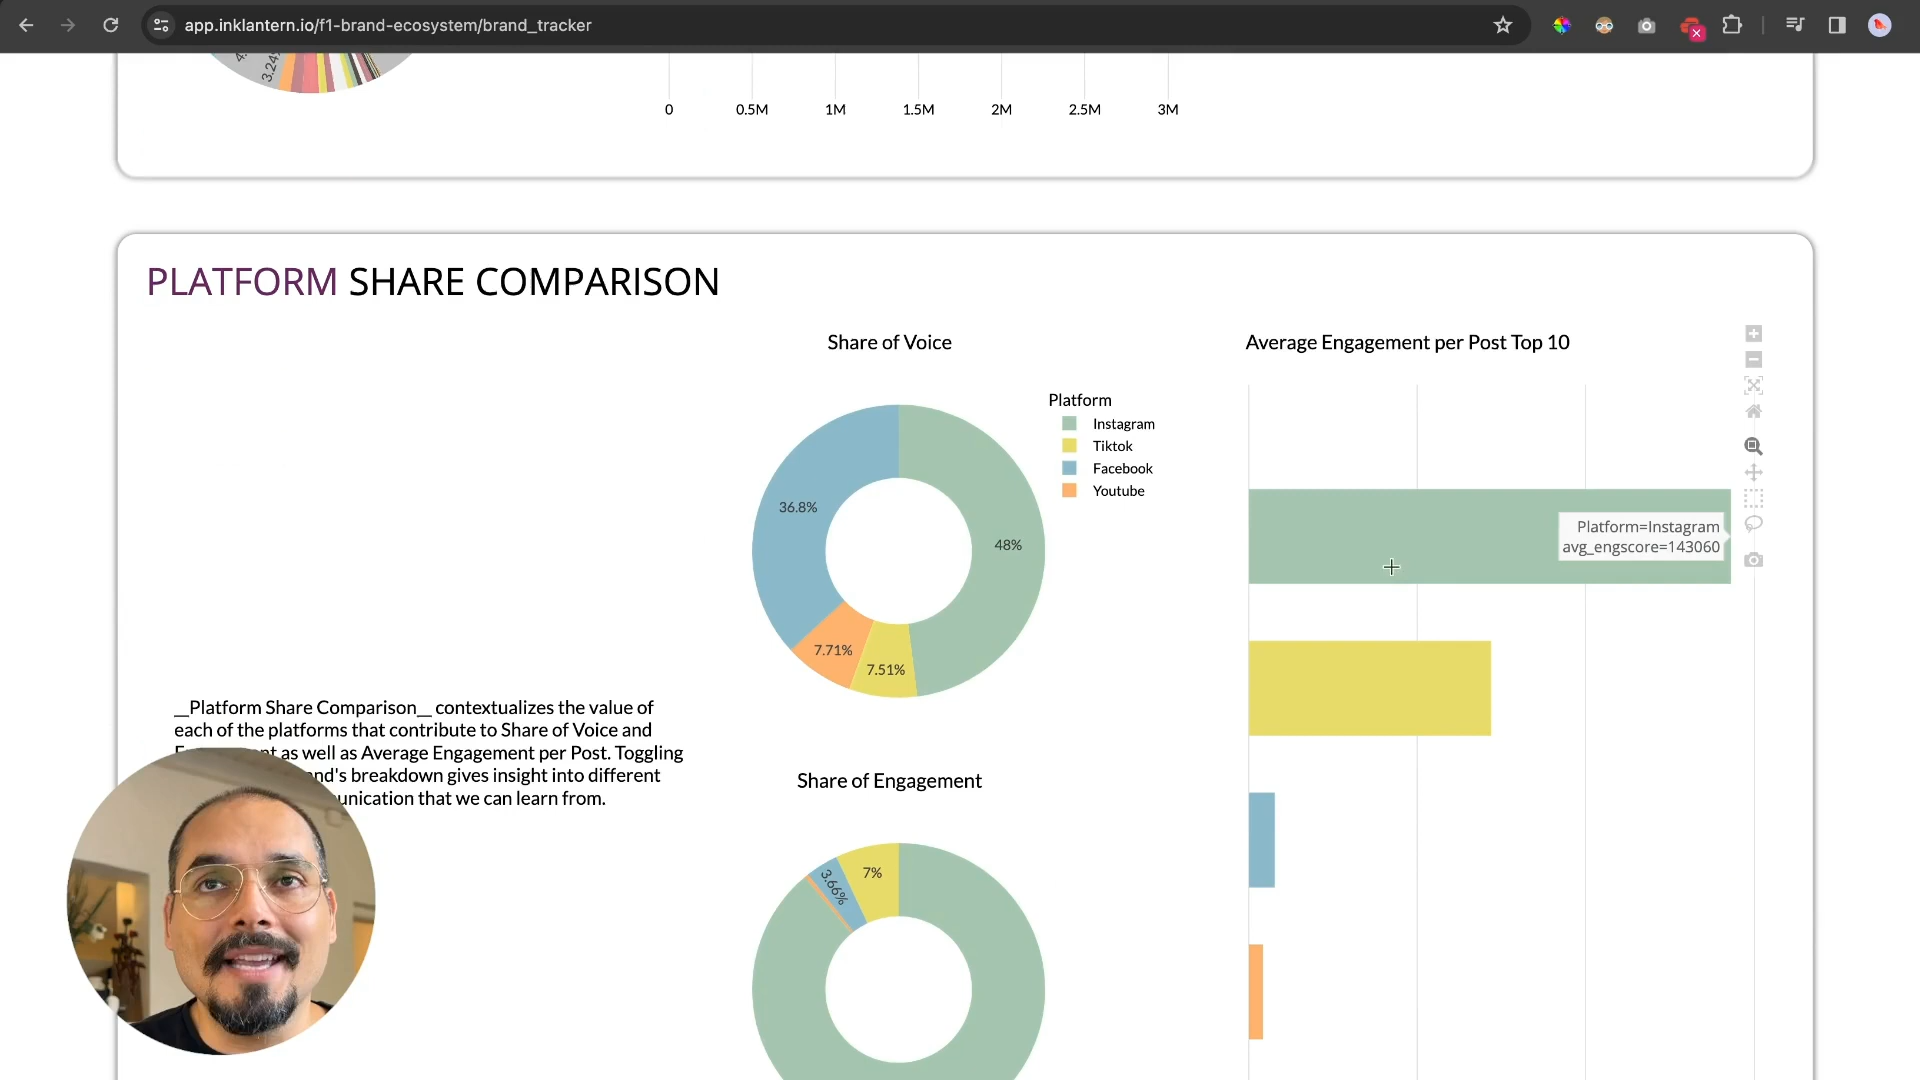 app.inklantern.io/f1-brand-ecosystem/brand_tracker
3.24%
0 0.5M 1M 1.5M 2M 2.5M 3M
PLATFORM SHARE COMPARISON
Share of Voice
Average Engagement per Post Top 10
Platform
Instagram
Tiktok
Facebook
Youtube
36.8%
48%
7.71%
7.51%
Platform=Instagram
avg_engscore=143060
__Platform Share Comparison__ contextualizes the value of
each of the platforms that contribute to Share of Voice and
as well as Average Engagement per Post. Toggling
breakdown gives insight into different
that we can learn from.
Share of Engagement
3.66%
7%